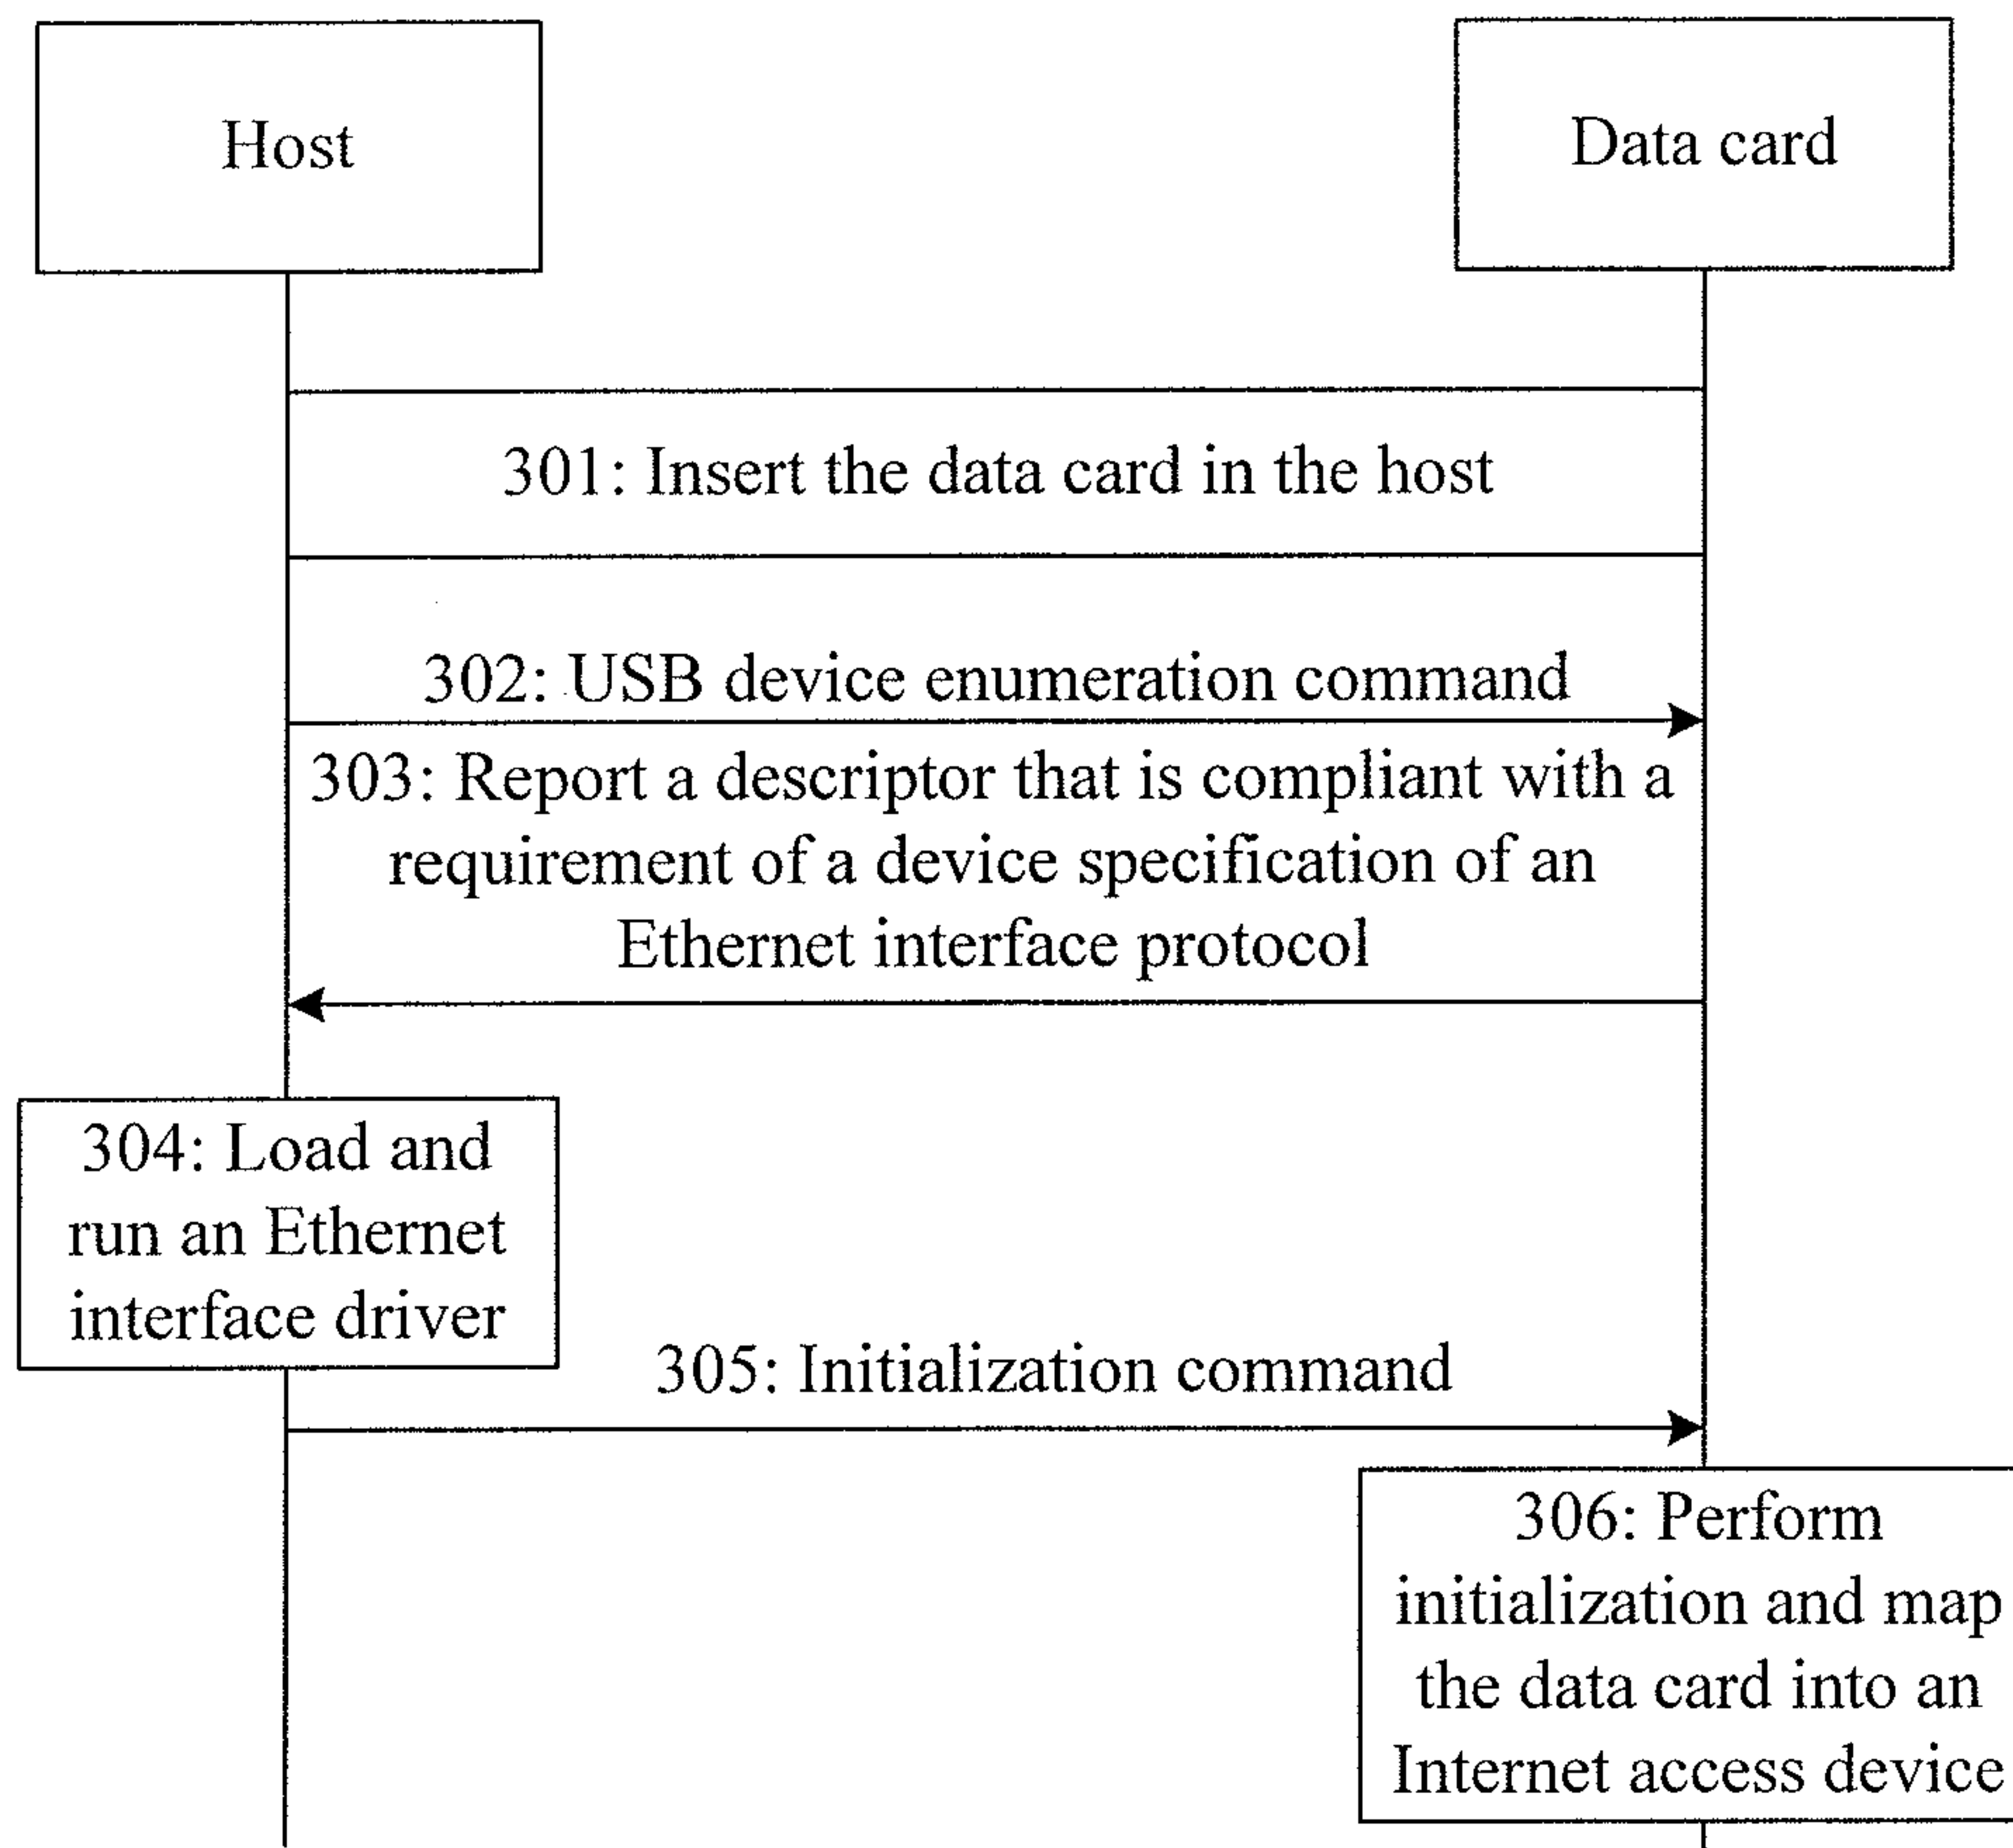 Host
Data card
301: Insert the data card in the host
302: USB device enumeration command
303: Report a descriptor that is compliant with a
requirement of a device specification of an
Ethernet interface protocol
304: Load and
run an Ethernet
interface driver
305: Initialization command
306: Perform
initialization and map
the data card into an
Internet access device